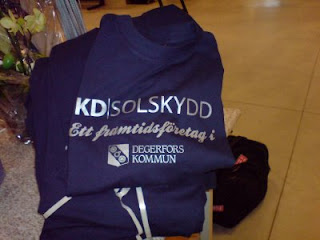 KD|SOLSKYDD
Ett framtidsföretag i
DEGERFORS
KOMMUN